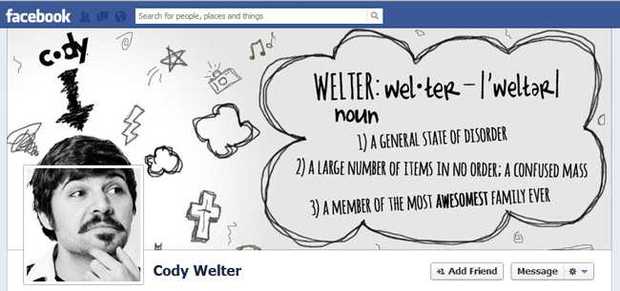 facebook
Search for people, places and things
cody
WELTER: wel•ter – |'weltər|
noun
1) A GENERAL STATE OF DISORDER
2) A LARGE NUMBER OF ITEMS IN NO ORDER; A CONFUSED MASS
3) A MEMBER OF THE MOST AWESOMEST FAMILY EVER
Cody Welter
+1 Add Friend
Message